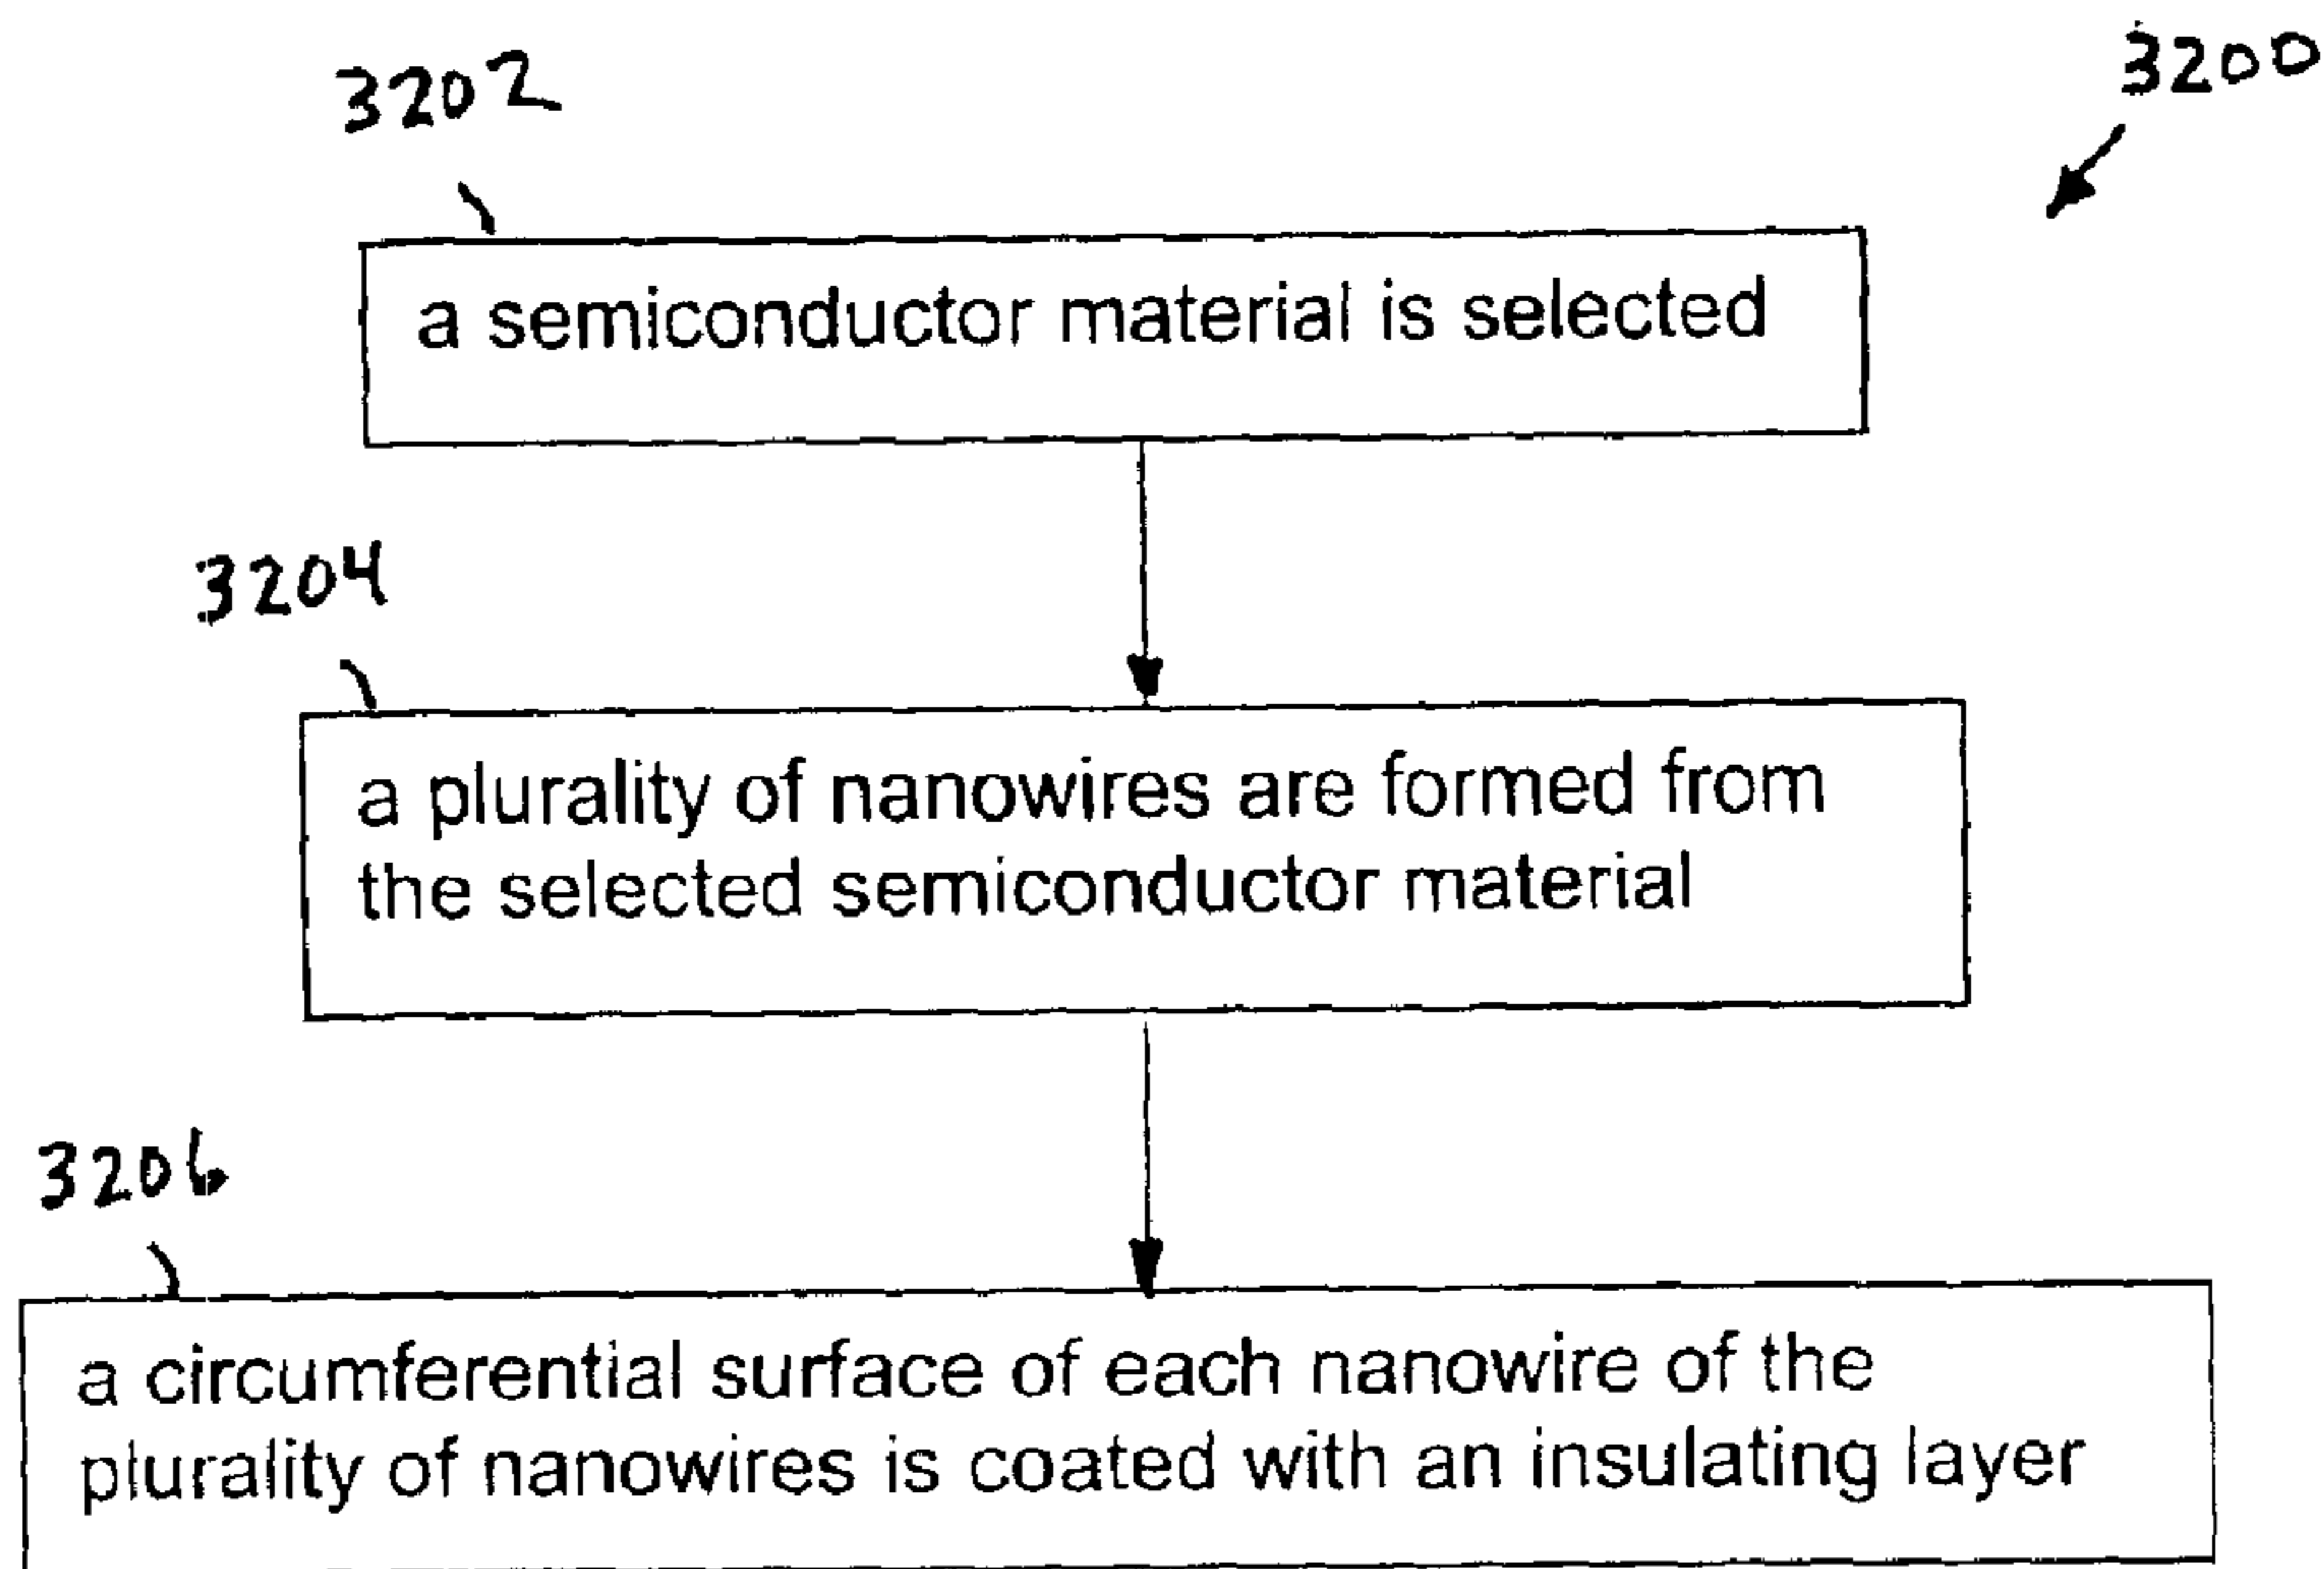 3200
3202
a semiconductor material is selected
3204
a plurality of nanowires are formed from
the selected semiconductor material
3206
a circumferential surface of each nanowire of the
plurality of nanowires is coated with an insulating layer